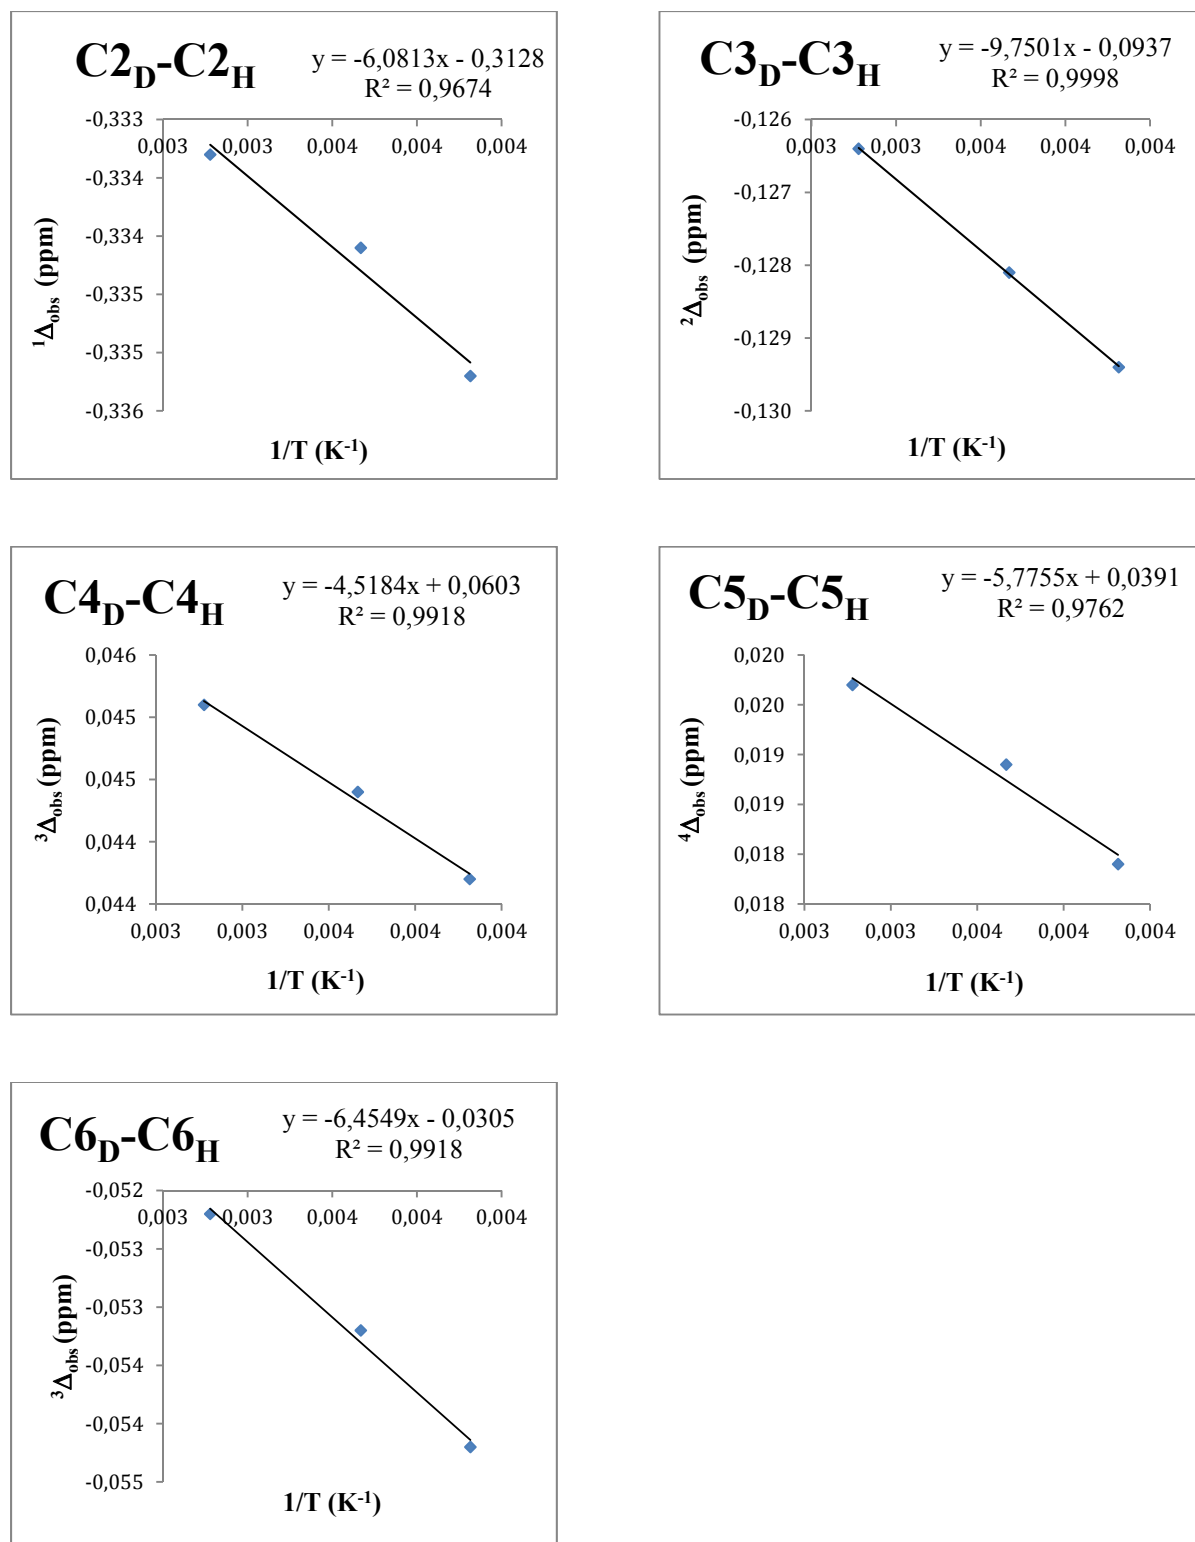 C2D-C2H
y = -6,0813x - 0,3128
R² = 0,9674
-0,333
0,003 0,003 0,004 0,004 0,004
-0,334
-0,334
-0,335
-0,335
-0,336
¹Δobs (ppm)
1/T (K⁻¹)
C3D-C3H
y = -9,7501x - 0,0937
R² = 0,9998
-0,126
0,003 0,003 0,004 0,004 0,004
-0,127
-0,128
-0,129
-0,130
²Δobs (ppm)
1/T (K⁻¹)
C4D-C4H
y = -4,5184x + 0,0603
R² = 0,9918
0,046
0,045
0,045
0,044
0,044
0,003 0,003 0,004 0,004 0,004
³Δobs (ppm)
1/T (K⁻¹)
C5D-C5H
y = -5,7755x + 0,0391
R² = 0,9762
0,020
0,020
0,019
0,019
0,018
0,018
0,003 0,003 0,004 0,004 0,004
⁴Δobs (ppm)
1/T (K⁻¹)
C6D-C6H
y = -6,4549x - 0,0305
R² = 0,9918
-0,052
0,003 0,003 0,004 0,004 0,004
-0,053
-0,053
-0,054
-0,054
-0,055
³Δobs (ppm)
1/T (K⁻¹)